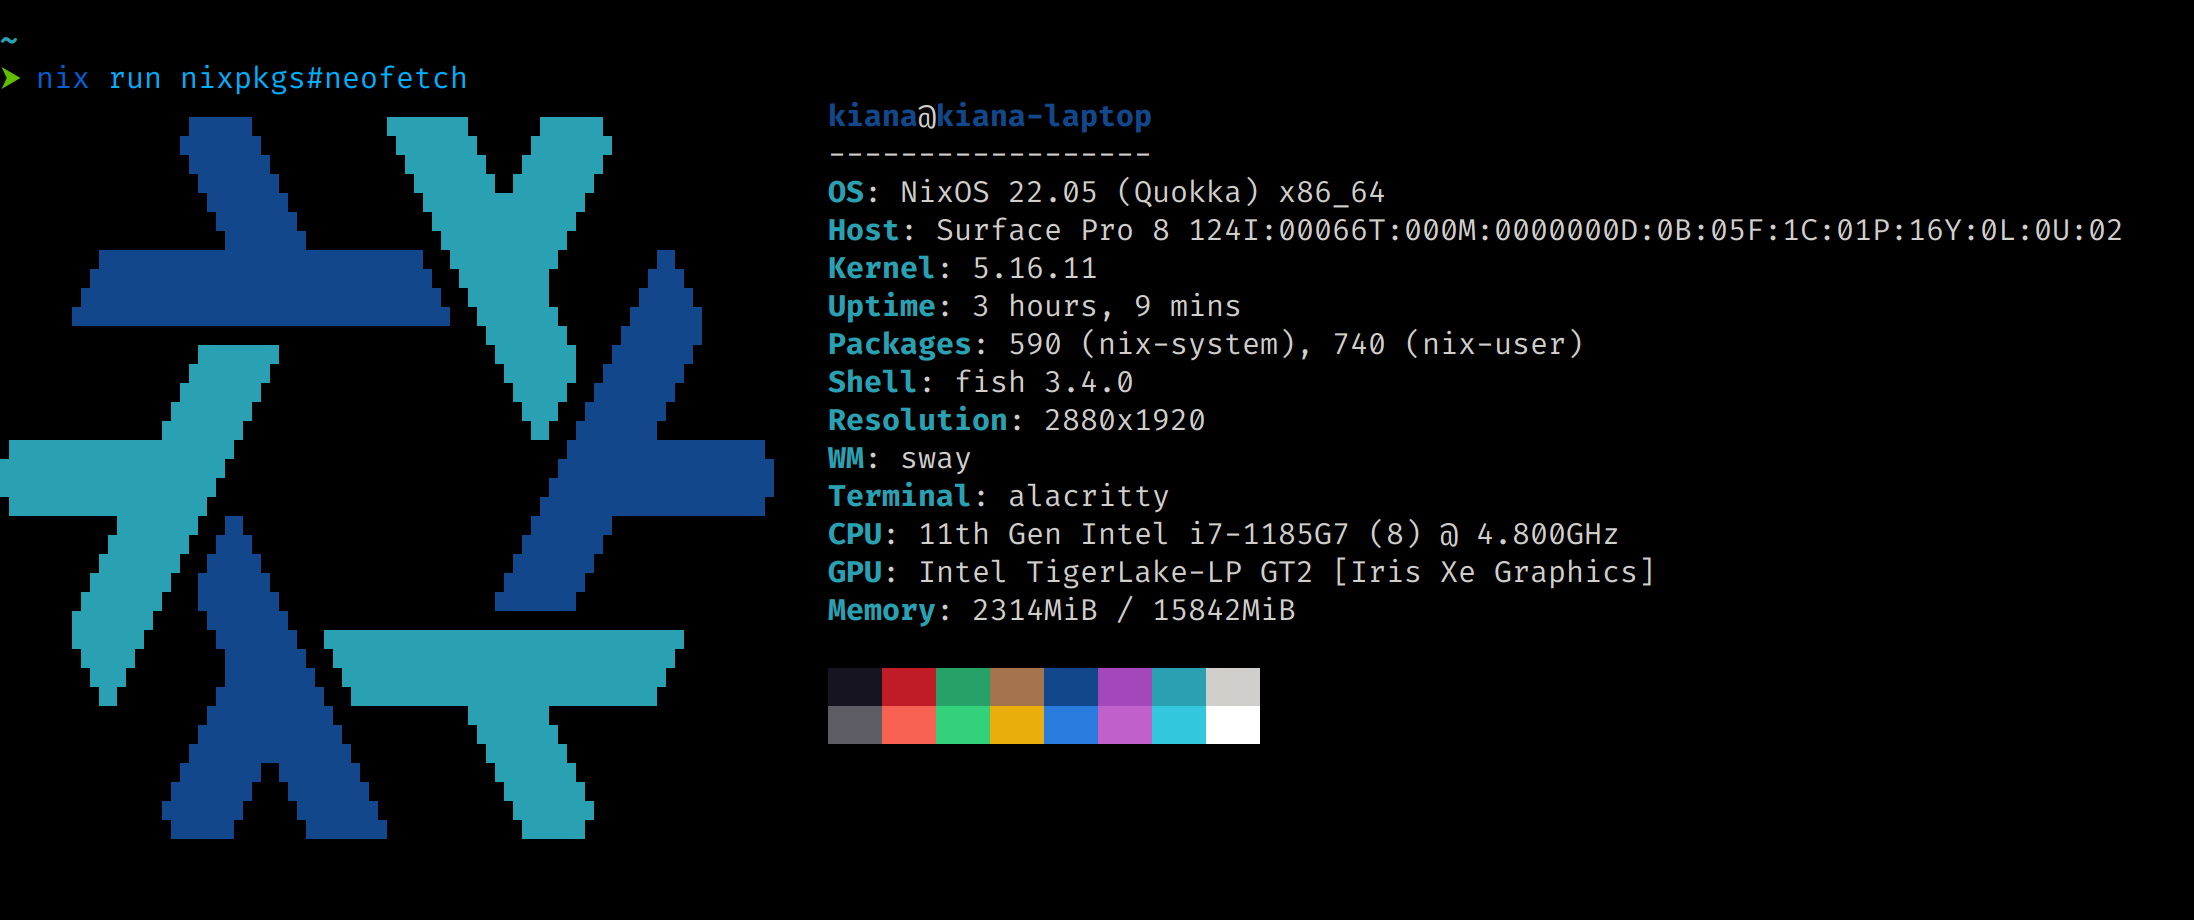 ~
➤ nix run nixpkgs#neofetch
kiana@kiana-laptop
------------------
OS: NixOS 22.05 (Quokka) x86_64
Host: Surface Pro 8 124I:00066T:000M:0000000D:0B:05F:1C:01P:16Y:0L:0U:02
Kernel: 5.16.11
Uptime: 3 hours, 9 mins
Packages: 590 (nix-system), 740 (nix-user)
Shell: fish 3.4.0
Resolution: 2880x1920
WM: sway
Terminal: alacritty
CPU: 11th Gen Intel i7-1185G7 (8) @ 4.800GHz
GPU: Intel TigerLake-LP GT2 [Iris Xe Graphics]
Memory: 2314MiB / 15842MiB